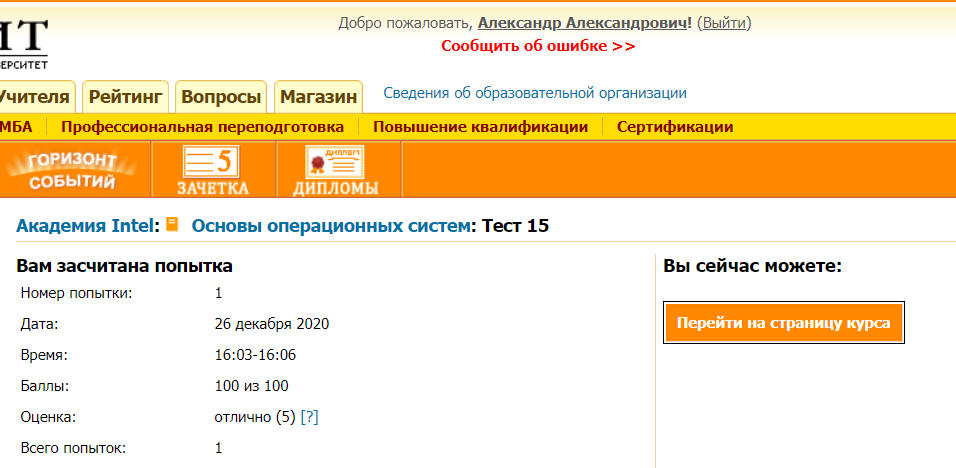 Добро пожаловать, Александр Александрович! (Выйти)
ИТ
Сообщить об ошибке >>
ВЕРСИТЕТ
Учителя Рейтинг Вопросы Магазин Сведения об образовательной организации
МБА Профессиональная переподготовка Повышение квалификации Сертификации
ГОРИЗОНТ СОБЫТИЙ
5 ЗАЧЕТКА
ДИПЛОМ ДИПЛОМЫ
Академия Intel: Основы операционных систем: Тест 15
Вам засчитана попытка
Номер попытки: 1
Дата: 26 декабря 2020
Время: 16:03-16:06
Баллы: 100 из 100
Оценка: отлично (5) [?]
Всего попыток: 1
Вы сейчас можете:
Перейти на страницу курса